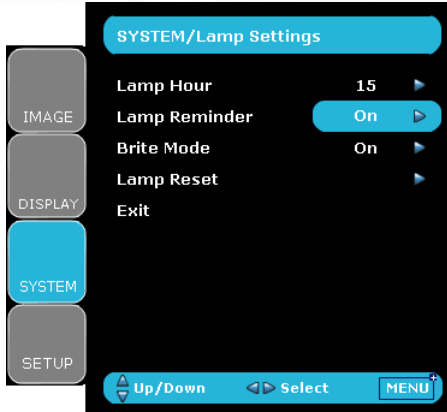 SYSTEM/Lamp Settings
IMAGE
DISPLAY
SYSTEM
SETUP
Lamp Hour 15
Lamp Reminder On
Brite Mode On
Lamp Reset
Exit
Up/Down Select MENU